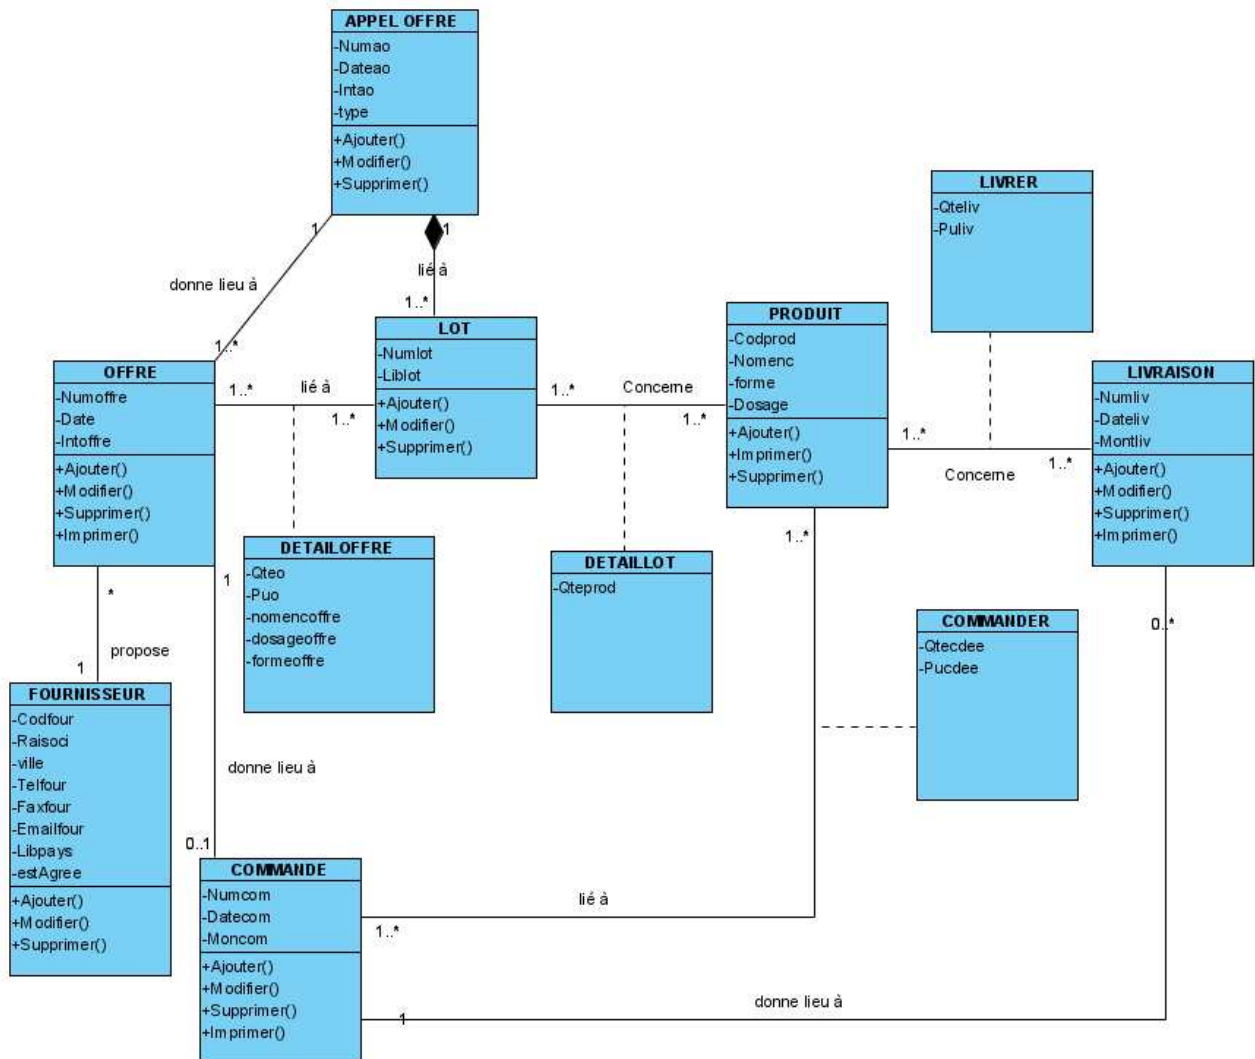 APPEL OFFRE
-Numao
-Dateao
-Intao
-type
+Ajouter()
+Modifier()
+Supprimer()
1
1
donne lieu à
lié à
1..*
1..*
LIVRER
-Qteliv
-Puliv
OFFRE
-Numoffre
-Date
-Intoffre
+Ajouter()
+Modifier()
+Supprimer()
+Imprimer()
1..*
lié à
1..*
LOT
-Numlot
-Liblot
+Ajouter()
+Modifier()
+Supprimer()
1..*
Concerne
1..*
PRODUIT
-Codprod
-Nomenc
-forme
-Dosage
+Ajouter()
+Imprimer()
+Supprimer()
1..*
Concerne
1..*
LIVRAISON
-Numliv
-Dateliv
-Montliv
+Ajouter()
+Modifier()
+Supprimer()
+Imprimer()
DETAILOFFRE
-Qteo
-Puo
-nomencoffre
-dosageoffre
-formeoffre
DETAILLOT
-Qteprod
COMMANDER
-Qtecdee
-Pucdee
*
propose
1
1
1..*
0..*
FOURNISSEUR
-Codfour
-Raisoci
-ville
-Telfour
-Faxfour
-Emailfour
-Libpays
-estAgree
+Ajouter()
+Modifier()
+Supprimer()
donne lieu à
0..1
COMMANDE
-Numcom
-Datecom
-Moncom
+Ajouter()
+Modifier()
+Supprimer()
+Imprimer()
lié à
1..*
donne lieu à
1